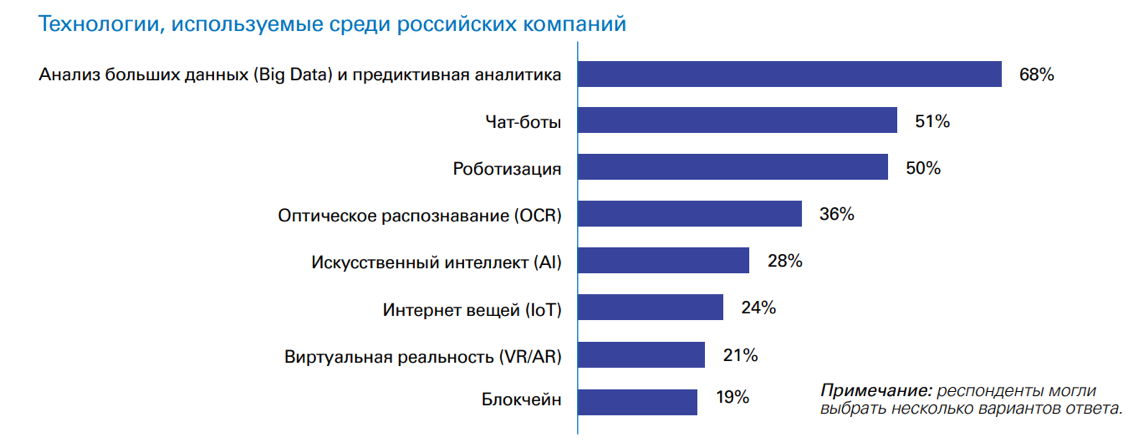 Технологии, используемые среди российских компаний
Анализ больших данных (Big Data) и предиктивная аналитика 68%
Чат-боты 51%
Роботизация 50%
Оптическое распознавание (OCR) 36%
Искусственный интеллект (AI) 28%
Интернет вещей (IoT) 24%
Виртуальная реальность (VR/AR) 21%
Блокчейн 19%
Примечание: респонденты могли
выбрать несколько вариантов ответа.